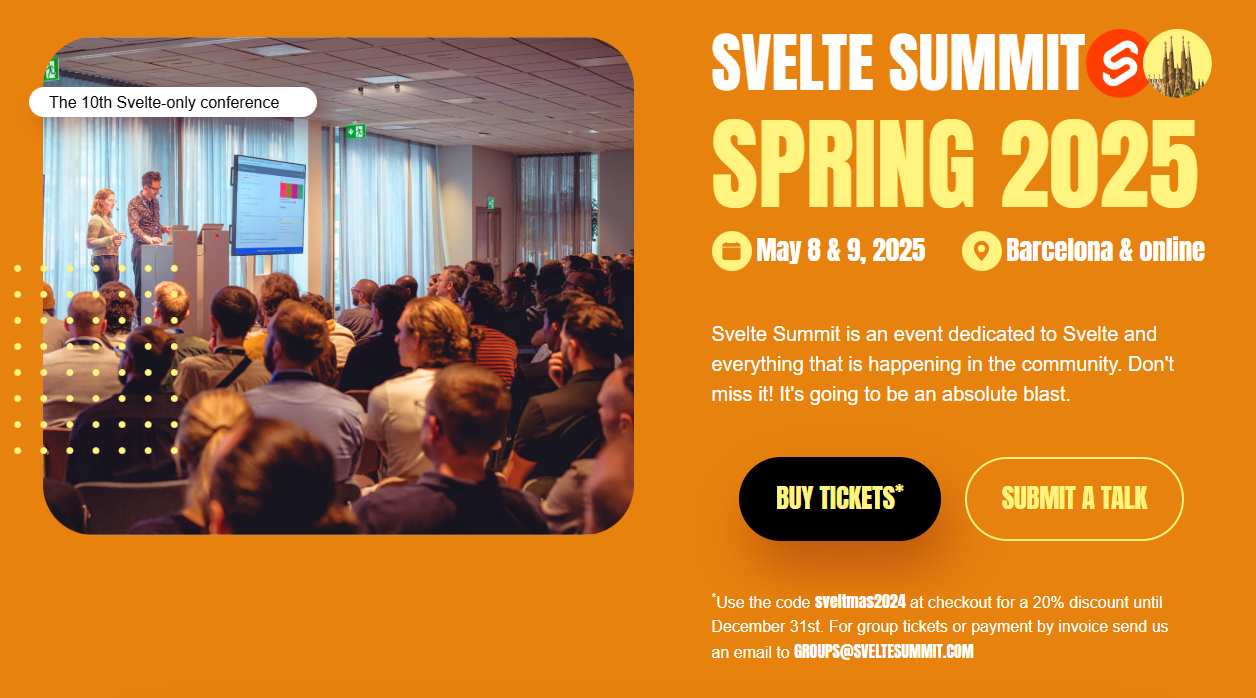 The 10th Svelte-only conference
SVELTE SUMMIT
SPRING 2025
May 8 & 9, 2025
Barcelona & online
Svelte Summit is an event dedicated to Svelte and
everything that is happening in the community. Don't
miss it! It's going to be an absolute blast.
BUY TICKETS*
SUBMIT A TALK
*Use the code sveltmas2024 at checkout for a 20% discount until
December 31st. For group tickets or payment by invoice send us
an email to GROUPS@SVELTESUMMIT.COM